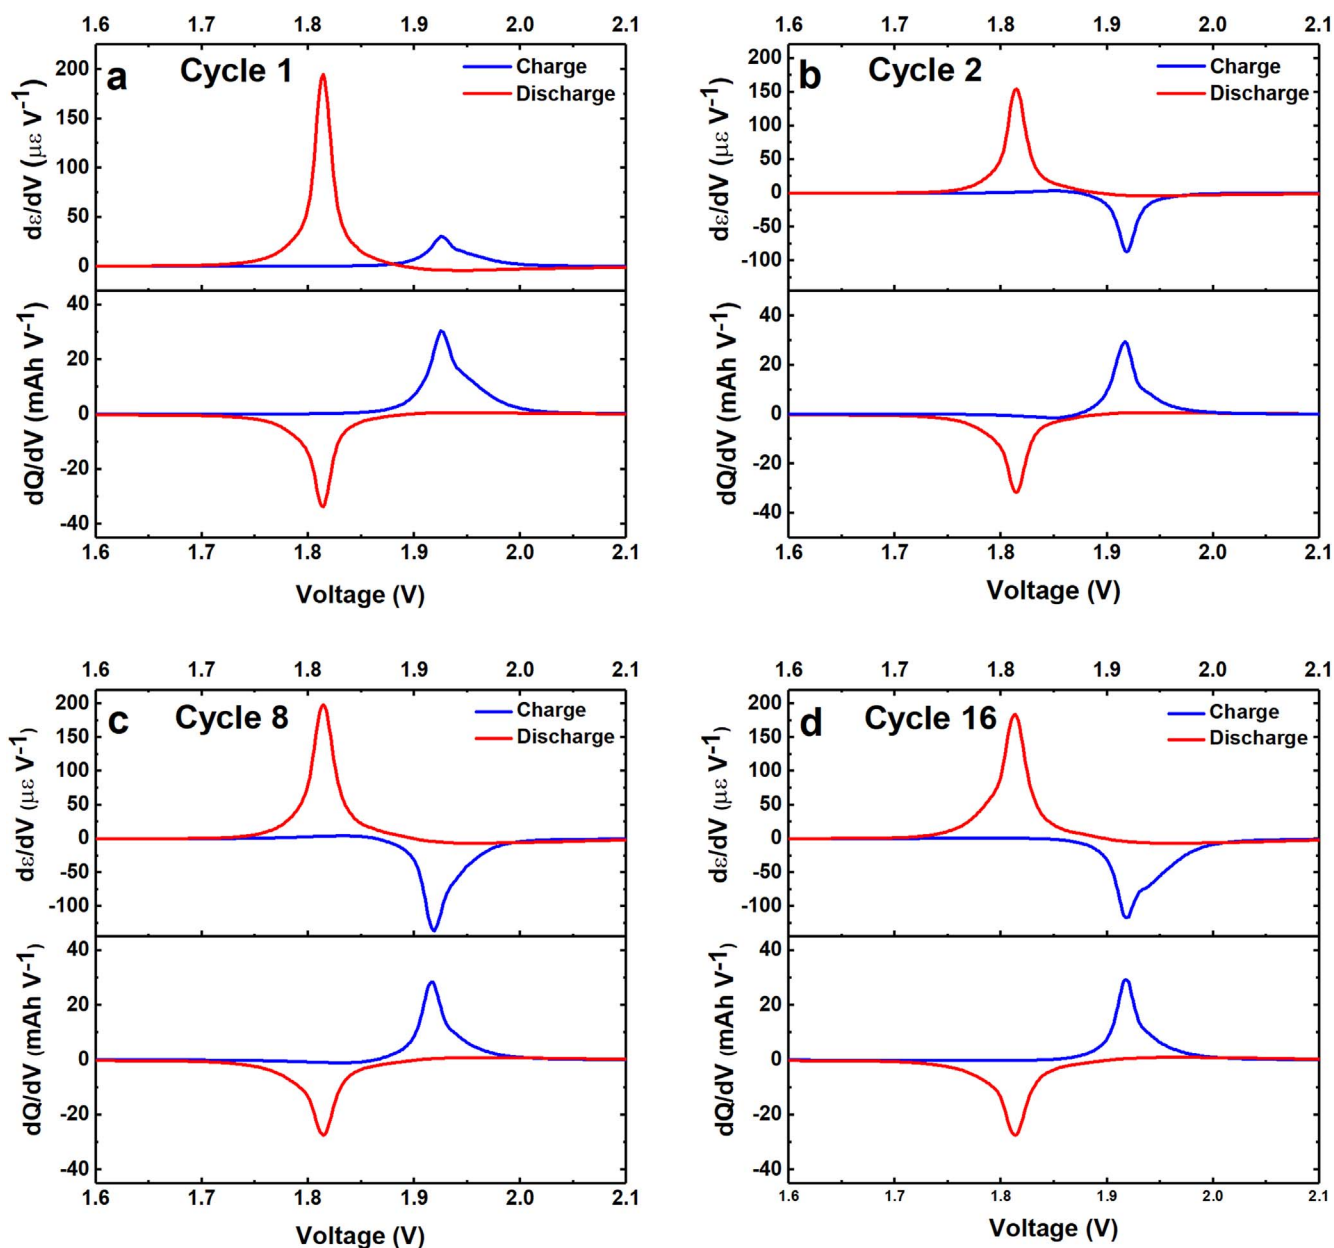 1.6 1.7 1.8 1.9 2.0 2.1
a Cycle 1
Charge
Discharge
dε/dV (με V⁻¹)
200
150
100
50
0
dQ/dV (mAh V⁻¹)
40
20
0
-20
-40
1.6 1.7 1.8 1.9 2.0 2.1
Voltage (V)
1.6 1.7 1.8 1.9 2.0 2.1
b Cycle 2
Charge
Discharge
dε/dV (με V⁻¹)
200
150
100
50
0
-50
-100
dQ/dV (mAh V⁻¹)
40
20
0
-20
-40
1.6 1.7 1.8 1.9 2.0 2.1
Voltage (V)
1.6 1.7 1.8 1.9 2.0 2.1
c Cycle 8
Charge
Discharge
dε/dV (με V⁻¹)
200
150
100
50
0
-50
-100
dQ/dV (mAh V⁻¹)
40
20
0
-20
-40
1.6 1.7 1.8 1.9 2.0 2.1
Voltage (V)
1.6 1.7 1.8 1.9 2.0 2.1
d Cycle 16
Charge
Discharge
dε/dV (με V⁻¹)
200
150
100
50
0
-50
-100
dQ/dV (mAh V⁻¹)
40
20
0
-20
-40
1.6 1.7 1.8 1.9 2.0 2.1
Voltage (V)